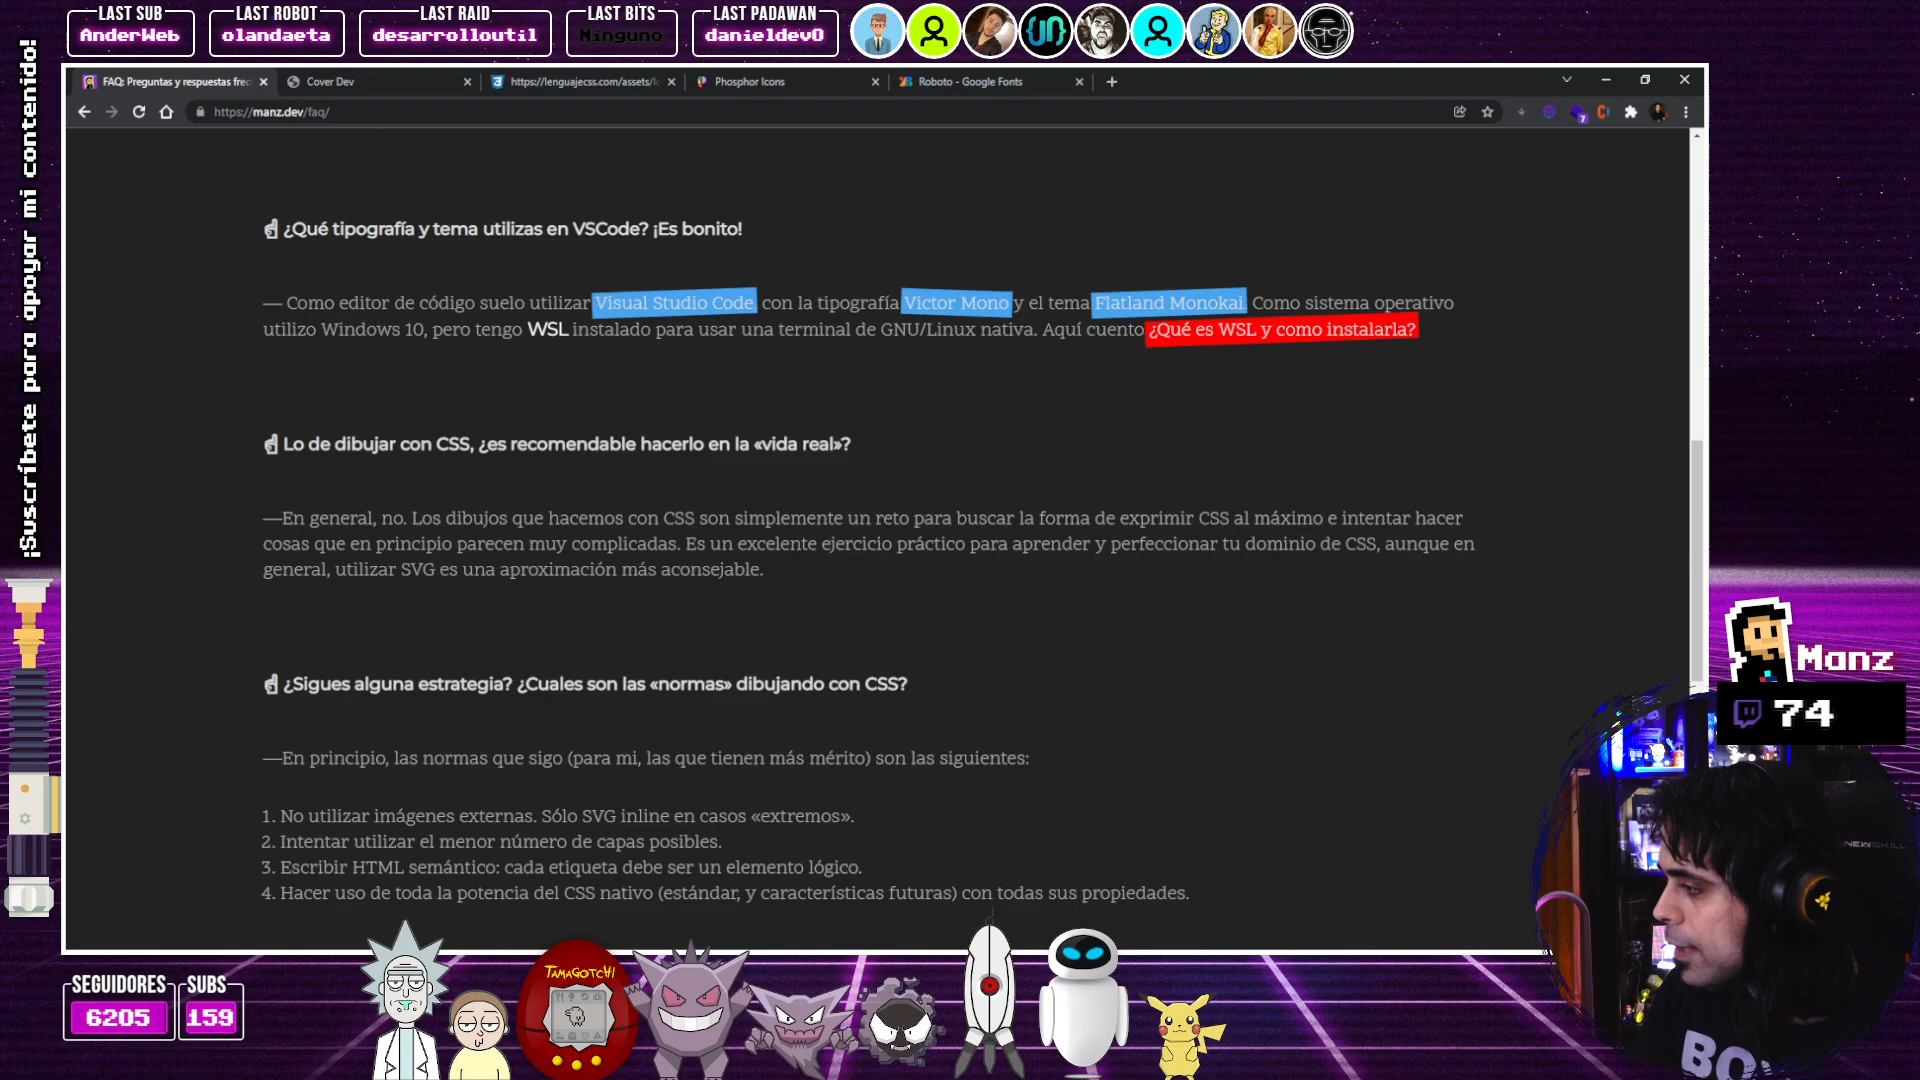 LAST SUB
AnderWeb
LAST ROBOT
olandaeta
LAST RAID
desarrolloutil
LAST BITS
Ninguno
LAST PADAWAN
danieldev0
¡Suscríbete para apoyar mi contenido!
FAQ: Preguntas y respuestas frec
Cover Dev
https://lenguajecss.com/assets/
Phosphor Icons
Roboto - Google Fonts
https://manz.dev/faq/
7
¿Qué tipografía y tema utilizas en VSCode? ¡Es bonito!
— Como editor de código suelo utilizar Visual Studio Code con la tipografía Victor Mono y el tema Flatland Monokai Como sistema operativo
utilizo Windows 10, pero tengo WSL instalado para usar una terminal de GNU/Linux nativa. Aquí cuento ¿Qué es WSL y como instalarla?
Lo de dibujar con CSS, ¿es recomendable hacerlo en la «vida real»?
—En general, no. Los dibujos que hacemos con CSS son simplemente un reto para buscar la forma de exprimir CSS al máximo e intentar hacer
cosas que en principio parecen muy complicadas. Es un excelente ejercicio práctico para aprender y perfeccionar tu dominio de CSS, aunque en
general, utilizar SVG es una aproximación más aconsejable.
¿Sigues alguna estrategia? ¿Cuales son las «normas» dibujando con CSS?
—En principio, las normas que sigo (para mi, las que tienen más mérito) son las siguientes:
1. No utilizar imágenes externas. Sólo SVG inline en casos «extremos».
2. Intentar utilizar el menor número de capas posibles.
3. Escribir HTML semántico: cada etiqueta debe ser un elemento lógico.
4. Hacer uso de toda la potencia del CSS nativo (estándar, y características futuras) con todas sus propiedades.
Manz
74
NEWSKILL
SEGUIDORES
6205
SUBS
159
TAMAGOTCHI